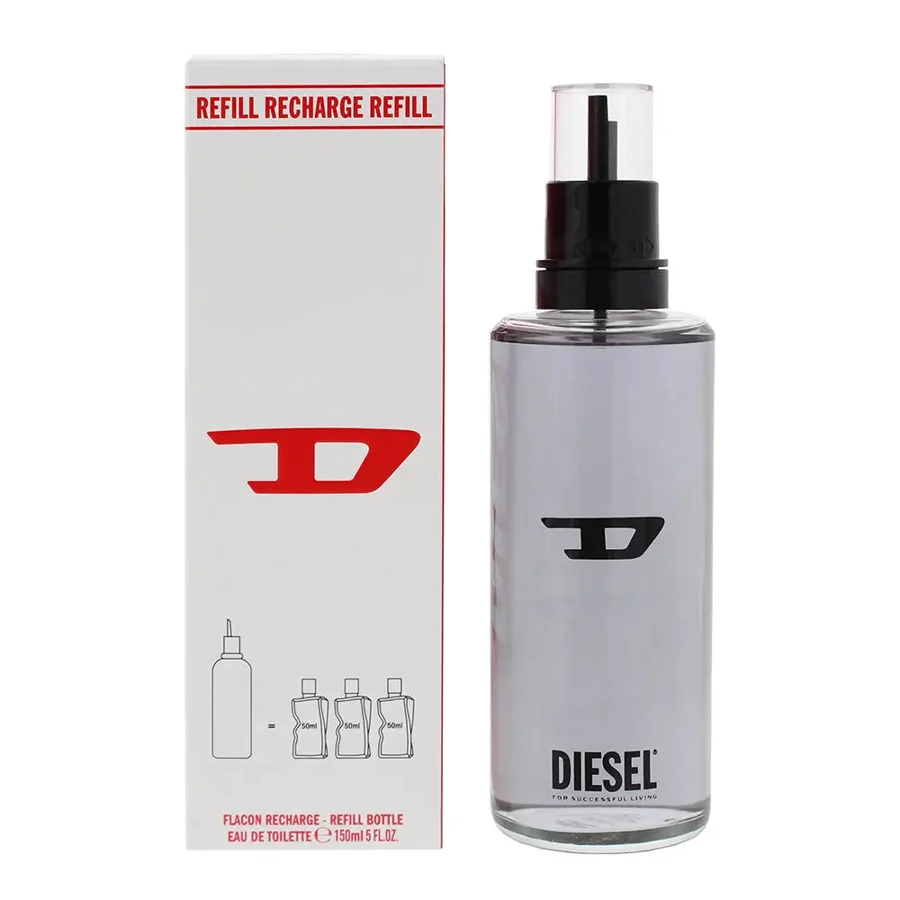 REFILL RECHARGE REFILL
D
=
50ml 50ml 50ml
FLACON RECHARGE - REFILL BOTTLE
EAU DE TOILETTE ℮ 150ml 5 FL.OZ.
D
DIESEL®
FOR SUCCESSFUL LIVING